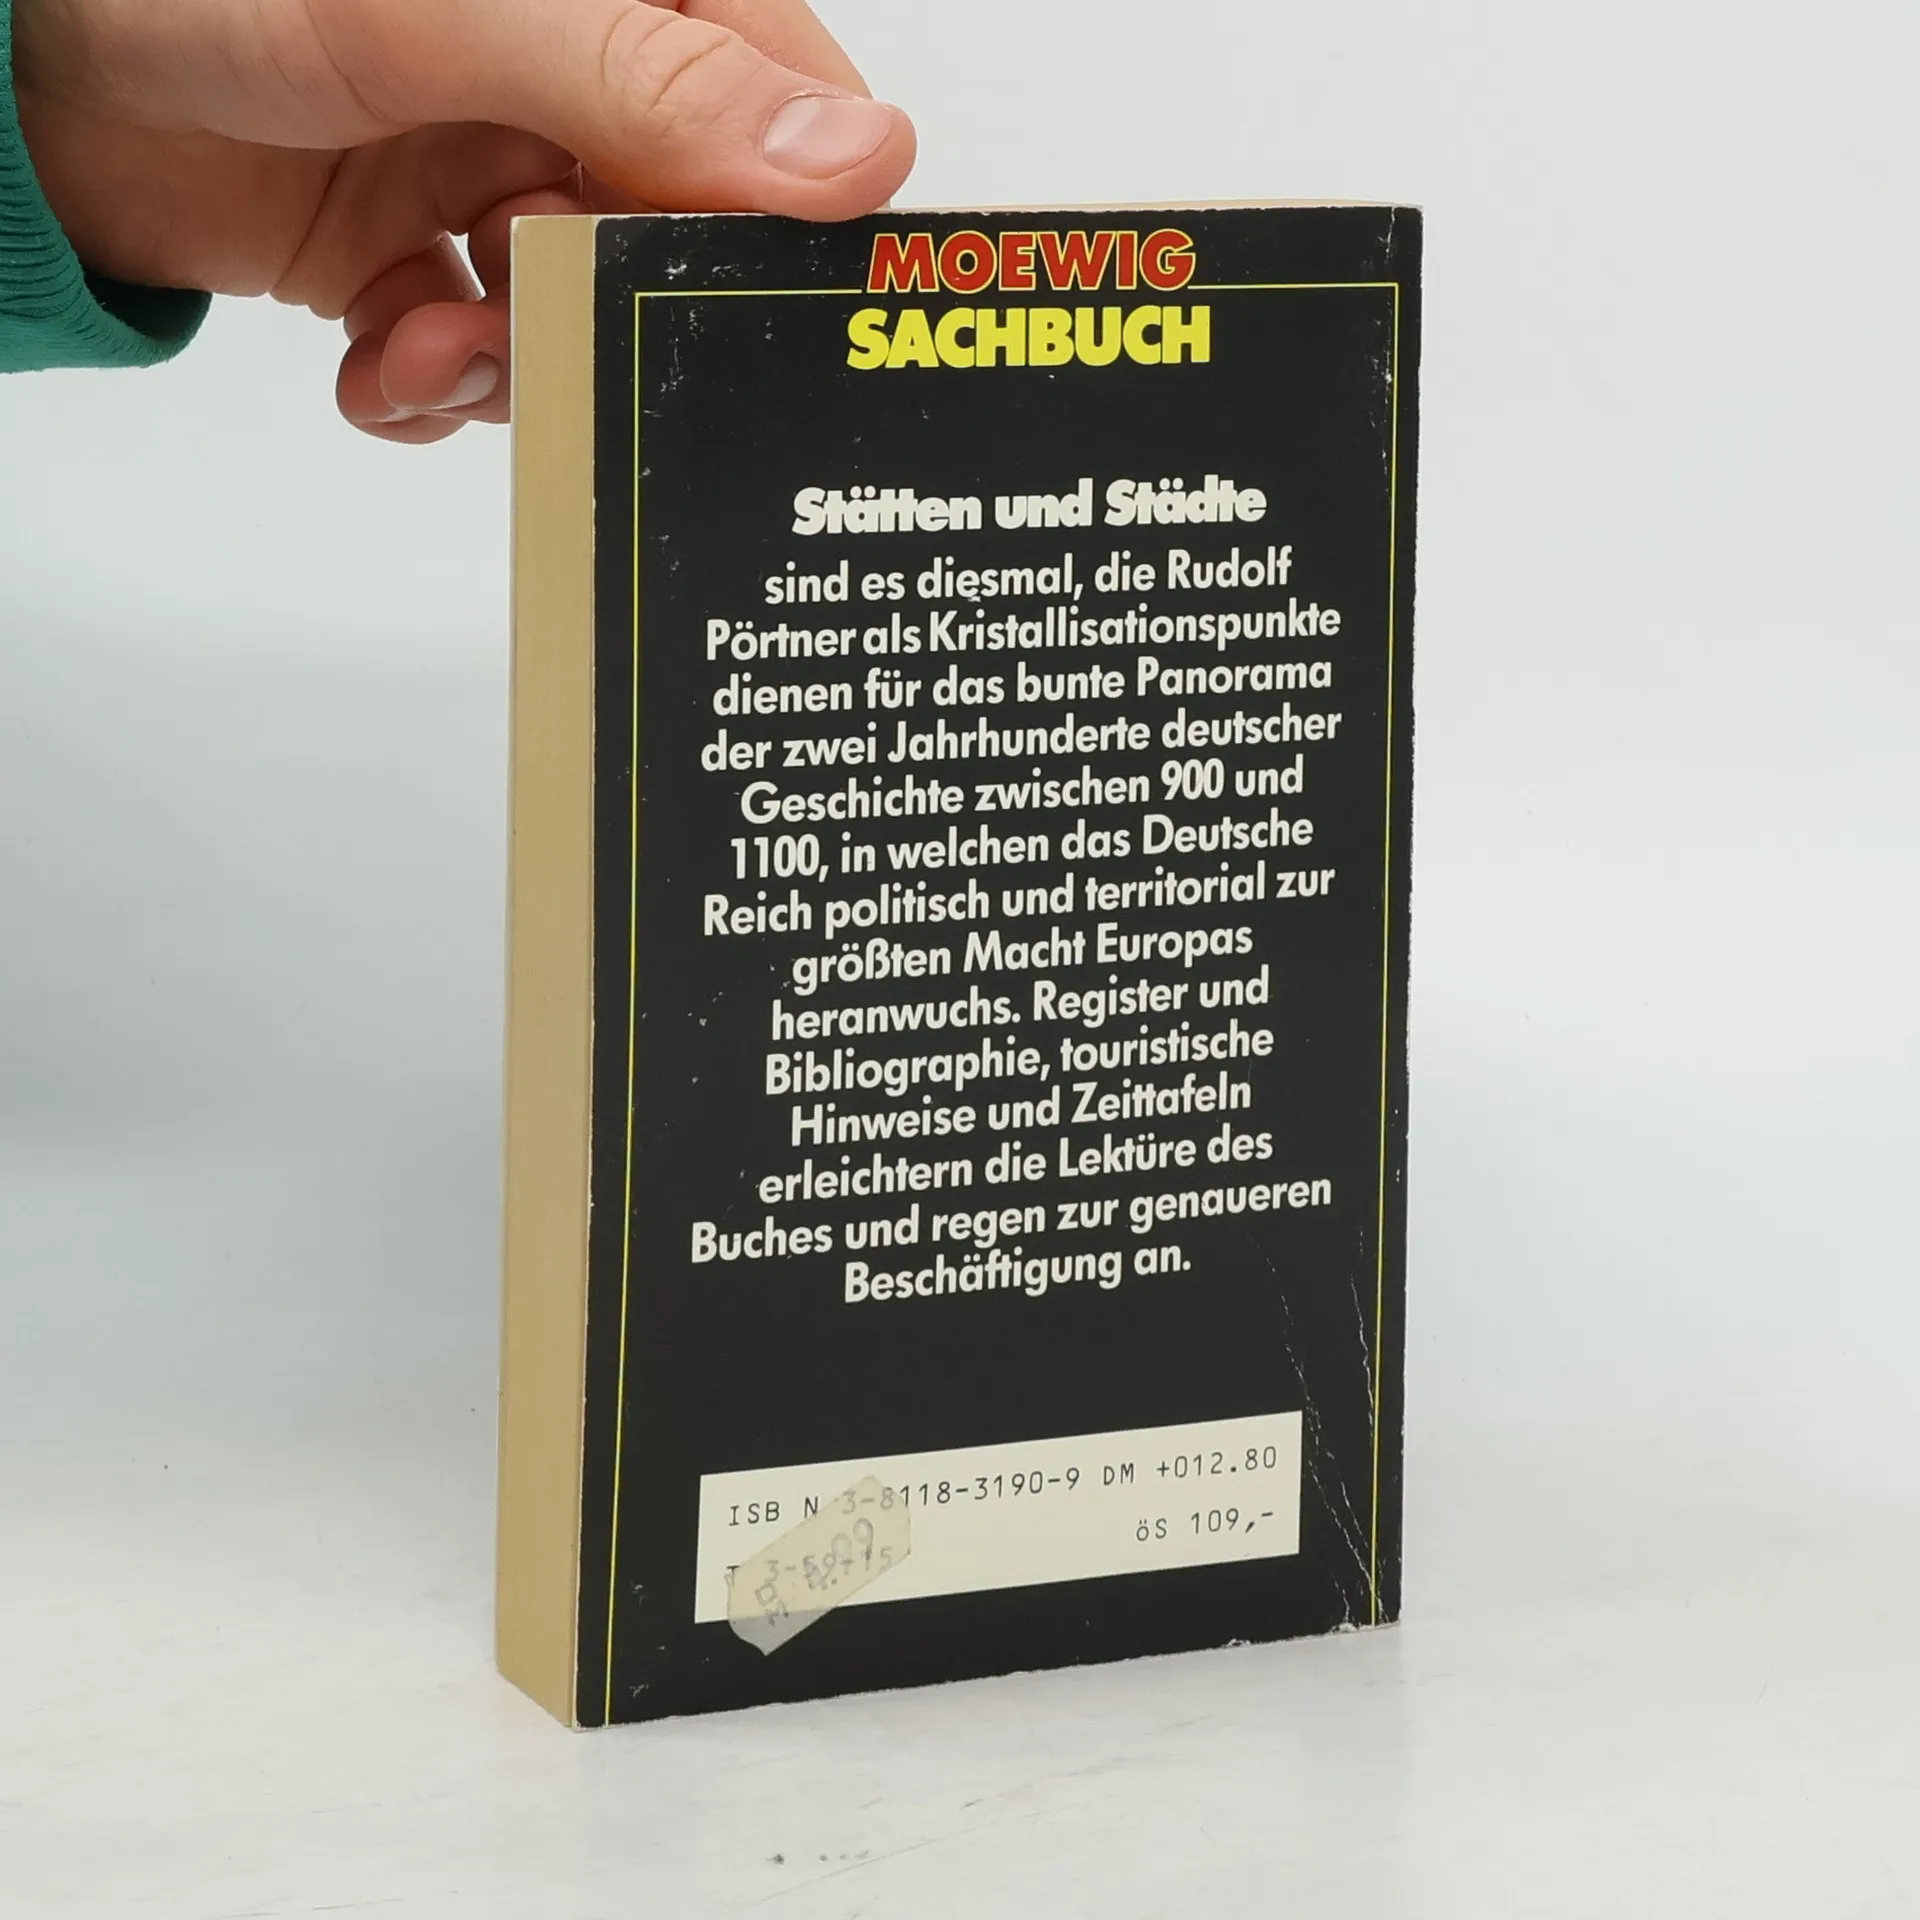 MOEWIG
SACHBUCH
Stätten und Städte
sind es diesmal, die Rudolf
Pörtner als Kristallisationspunkte
dienen für das bunte Panorama
der zwei Jahrhunderte deutscher
Geschichte zwischen 900 und
1100, in welchen das Deutsche
Reich politisch und territorial zur
größten Macht Europas
heranwuchs. Register und
Bibliographie, touristische
Hinweise und Zeittafeln
erleichtern die Lektüre des
Buches und regen zur genaueren
Beschäftigung an.
ISB N 3-8118-3190-9 DM +012.80
öS 109,-